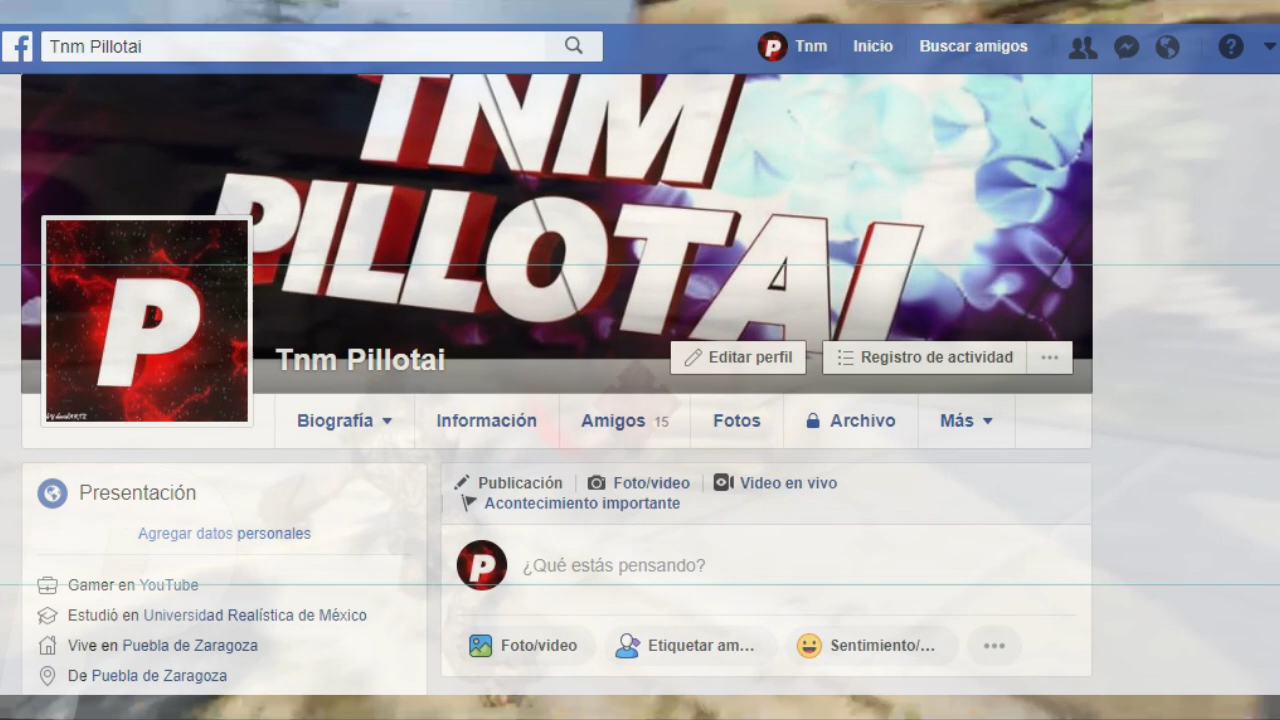 Tnm Pillotai
Tnm Inicio Buscar amigos
TNM
PILLOTAI
P
Tnm Pillotai
Editar perfil
Registro de actividad
Biografía Información Amigos 15 Fotos Archivo Más
Presentación
Agregar datos personales
Gamer en YouTube
Estudió en Universidad Realística de México
Vive en Puebla de Zaragoza
De Puebla de Zaragoza
Publicación Foto/video Video en vivo
Acontecimiento importante
P
¿Qué estás pensando?
Foto/video Etiquetar am... Sentimiento/...